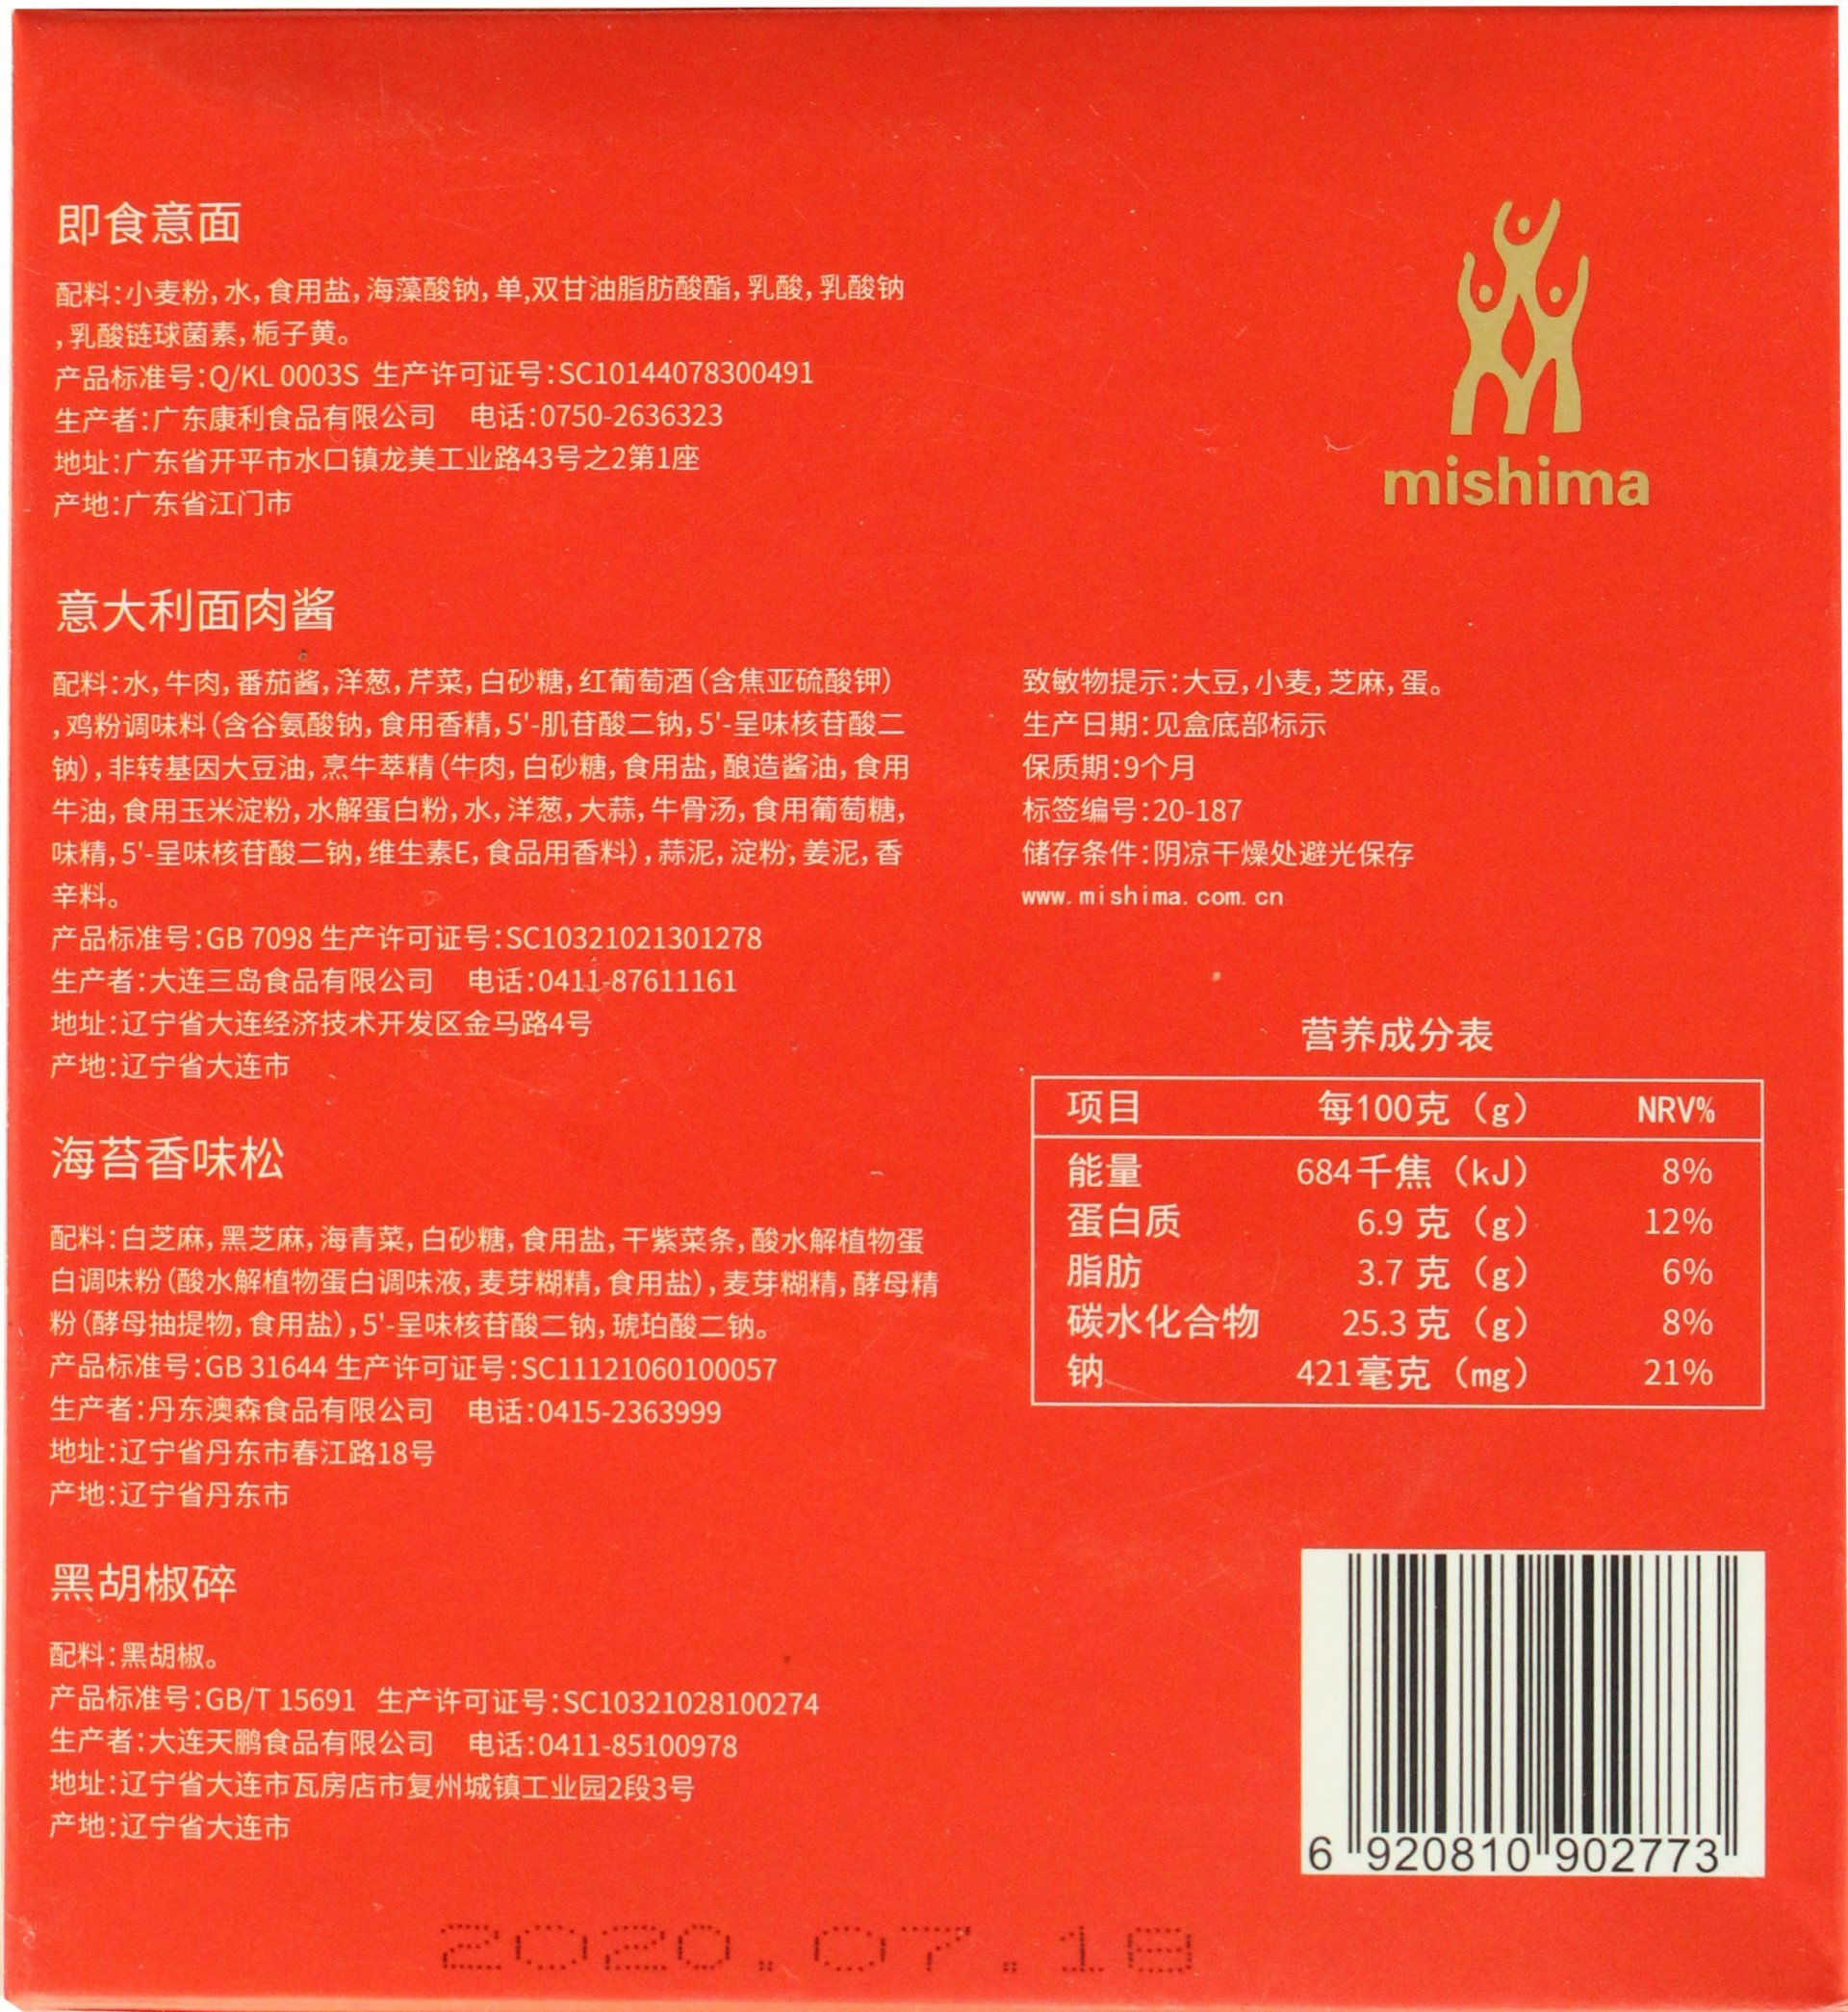 即食意面
配料:小麦粉,水,食用盐,海藻酸钠,单,双甘油脂肪酸酯,乳酸,乳酸钠
,乳酸链球菌素,栀子黄。
产品标准号:Q/KL 0003S 生产许可证号:SC10144078300491
生产者:广东康利食品有限公司 电话:0750-2636323
地址:广东省开平市水口镇龙美工业路43号之2第1座
产地:广东省江门市
mishima
意大利面肉酱
配料:水,牛肉,番茄酱,洋葱,芹菜,白砂糖,红葡萄酒(含焦亚硫酸钾)
,鸡粉调味料(含谷氨酸钠,食用香精,5'-肌苷酸二钠,5'-呈味核苷酸二
钠),非转基因大豆油,烹牛萃精(牛肉,白砂糖,食用盐,酿造酱油,食用
牛油,食用玉米淀粉,水解蛋白粉,水,洋葱,大蒜,牛骨汤,食用葡萄糖,
味精,5'-呈味核苷酸二钠,维生素E,食品用香料),蒜泥,淀粉,姜泥,香
辛料。
产品标准号:GB 7098 生产许可证号:SC10321021301278
生产者:大连三岛食品有限公司 电话:0411-87611161
地址:辽宁省大连经济技术开发区金马路4号
产地:辽宁省大连市
海苔香味松
配料:白芝麻,黑芝麻,海青菜,白砂糖,食用盐,干紫菜条,酸水解植物蛋
白调味粉(酸水解植物蛋白调味液,麦芽糊精,食用盐),麦芽糊精,酵母精
粉(酵母抽提物,食用盐),5'-呈味核苷酸二钠,琥珀酸二钠。
产品标准号:GB 31644 生产许可证号:SC11121060100057
生产者:丹东澳森食品有限公司 电话:0415-2363999
地址:辽宁省丹东市春江路18号
产地:辽宁省丹东市
黑胡椒碎
配料:黑胡椒。
产品标准号:GB/T 15691 生产许可证号:SC10321028100274
生产者:大连天鹏食品有限公司 电话:0411-85100978
地址:辽宁省大连市瓦房店市复州城镇工业园2段3号
产地:辽宁省大连市
致敏物提示:大豆,小麦,芝麻,蛋。
生产日期:见盒底部标示
保质期:9个月
标签编号:20-187
储存条件:阴凉干燥处避光保存
www.mishima.com.cn
营养成分表
项目 每100克（g） NRV%
能量 684千焦（kJ） 8%
蛋白质 6.9 克（g） 12%
脂肪 3.7 克（g） 6%
碳水化合物 25.3 克（g） 8%
钠 421毫克（mg） 21%
6 920810 902773
2020.07.18